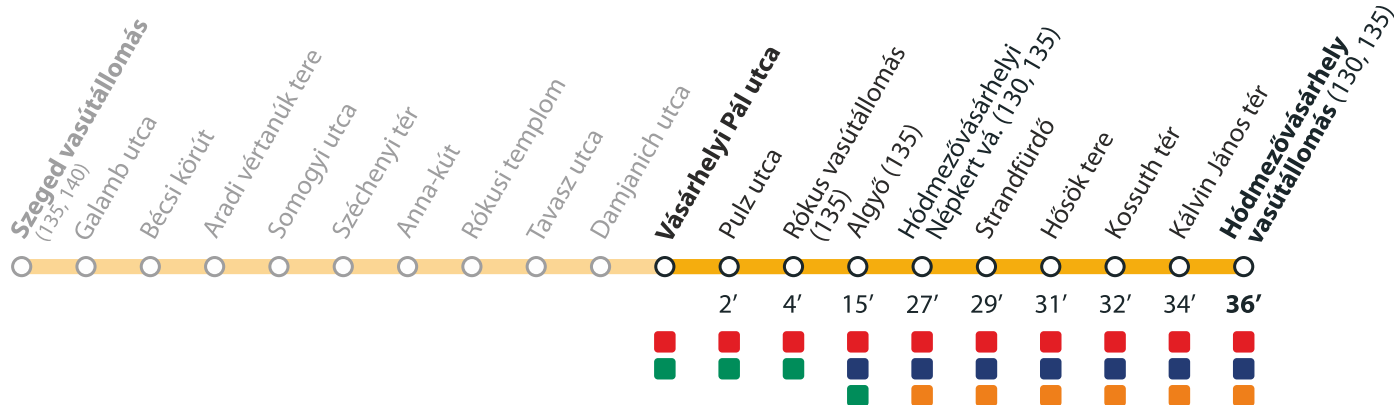 Szeged vasútállomás
(135, 140)
Galamb utca
Bécsi körút
Aradi vértanúk tere
Somogyi utca
Széchenyi tér
Anna-kút
Rókusi templom
Tavasz utca
Damjanich utca
Vásárhelyi Pál utca
Pulz utca
Rókus vasútállomás
(135)
Algyő (135)
Hódmezővásárhelyi
Népkert vá. (130, 135)
Strandfürdő
Hősök tere
Kossuth tér
Kálvin János tér
Hódmezővásárhely
vasútállomás (130, 135)
2’ 4’ 15’ 27’ 29’ 31’ 32’ 34’ 36’